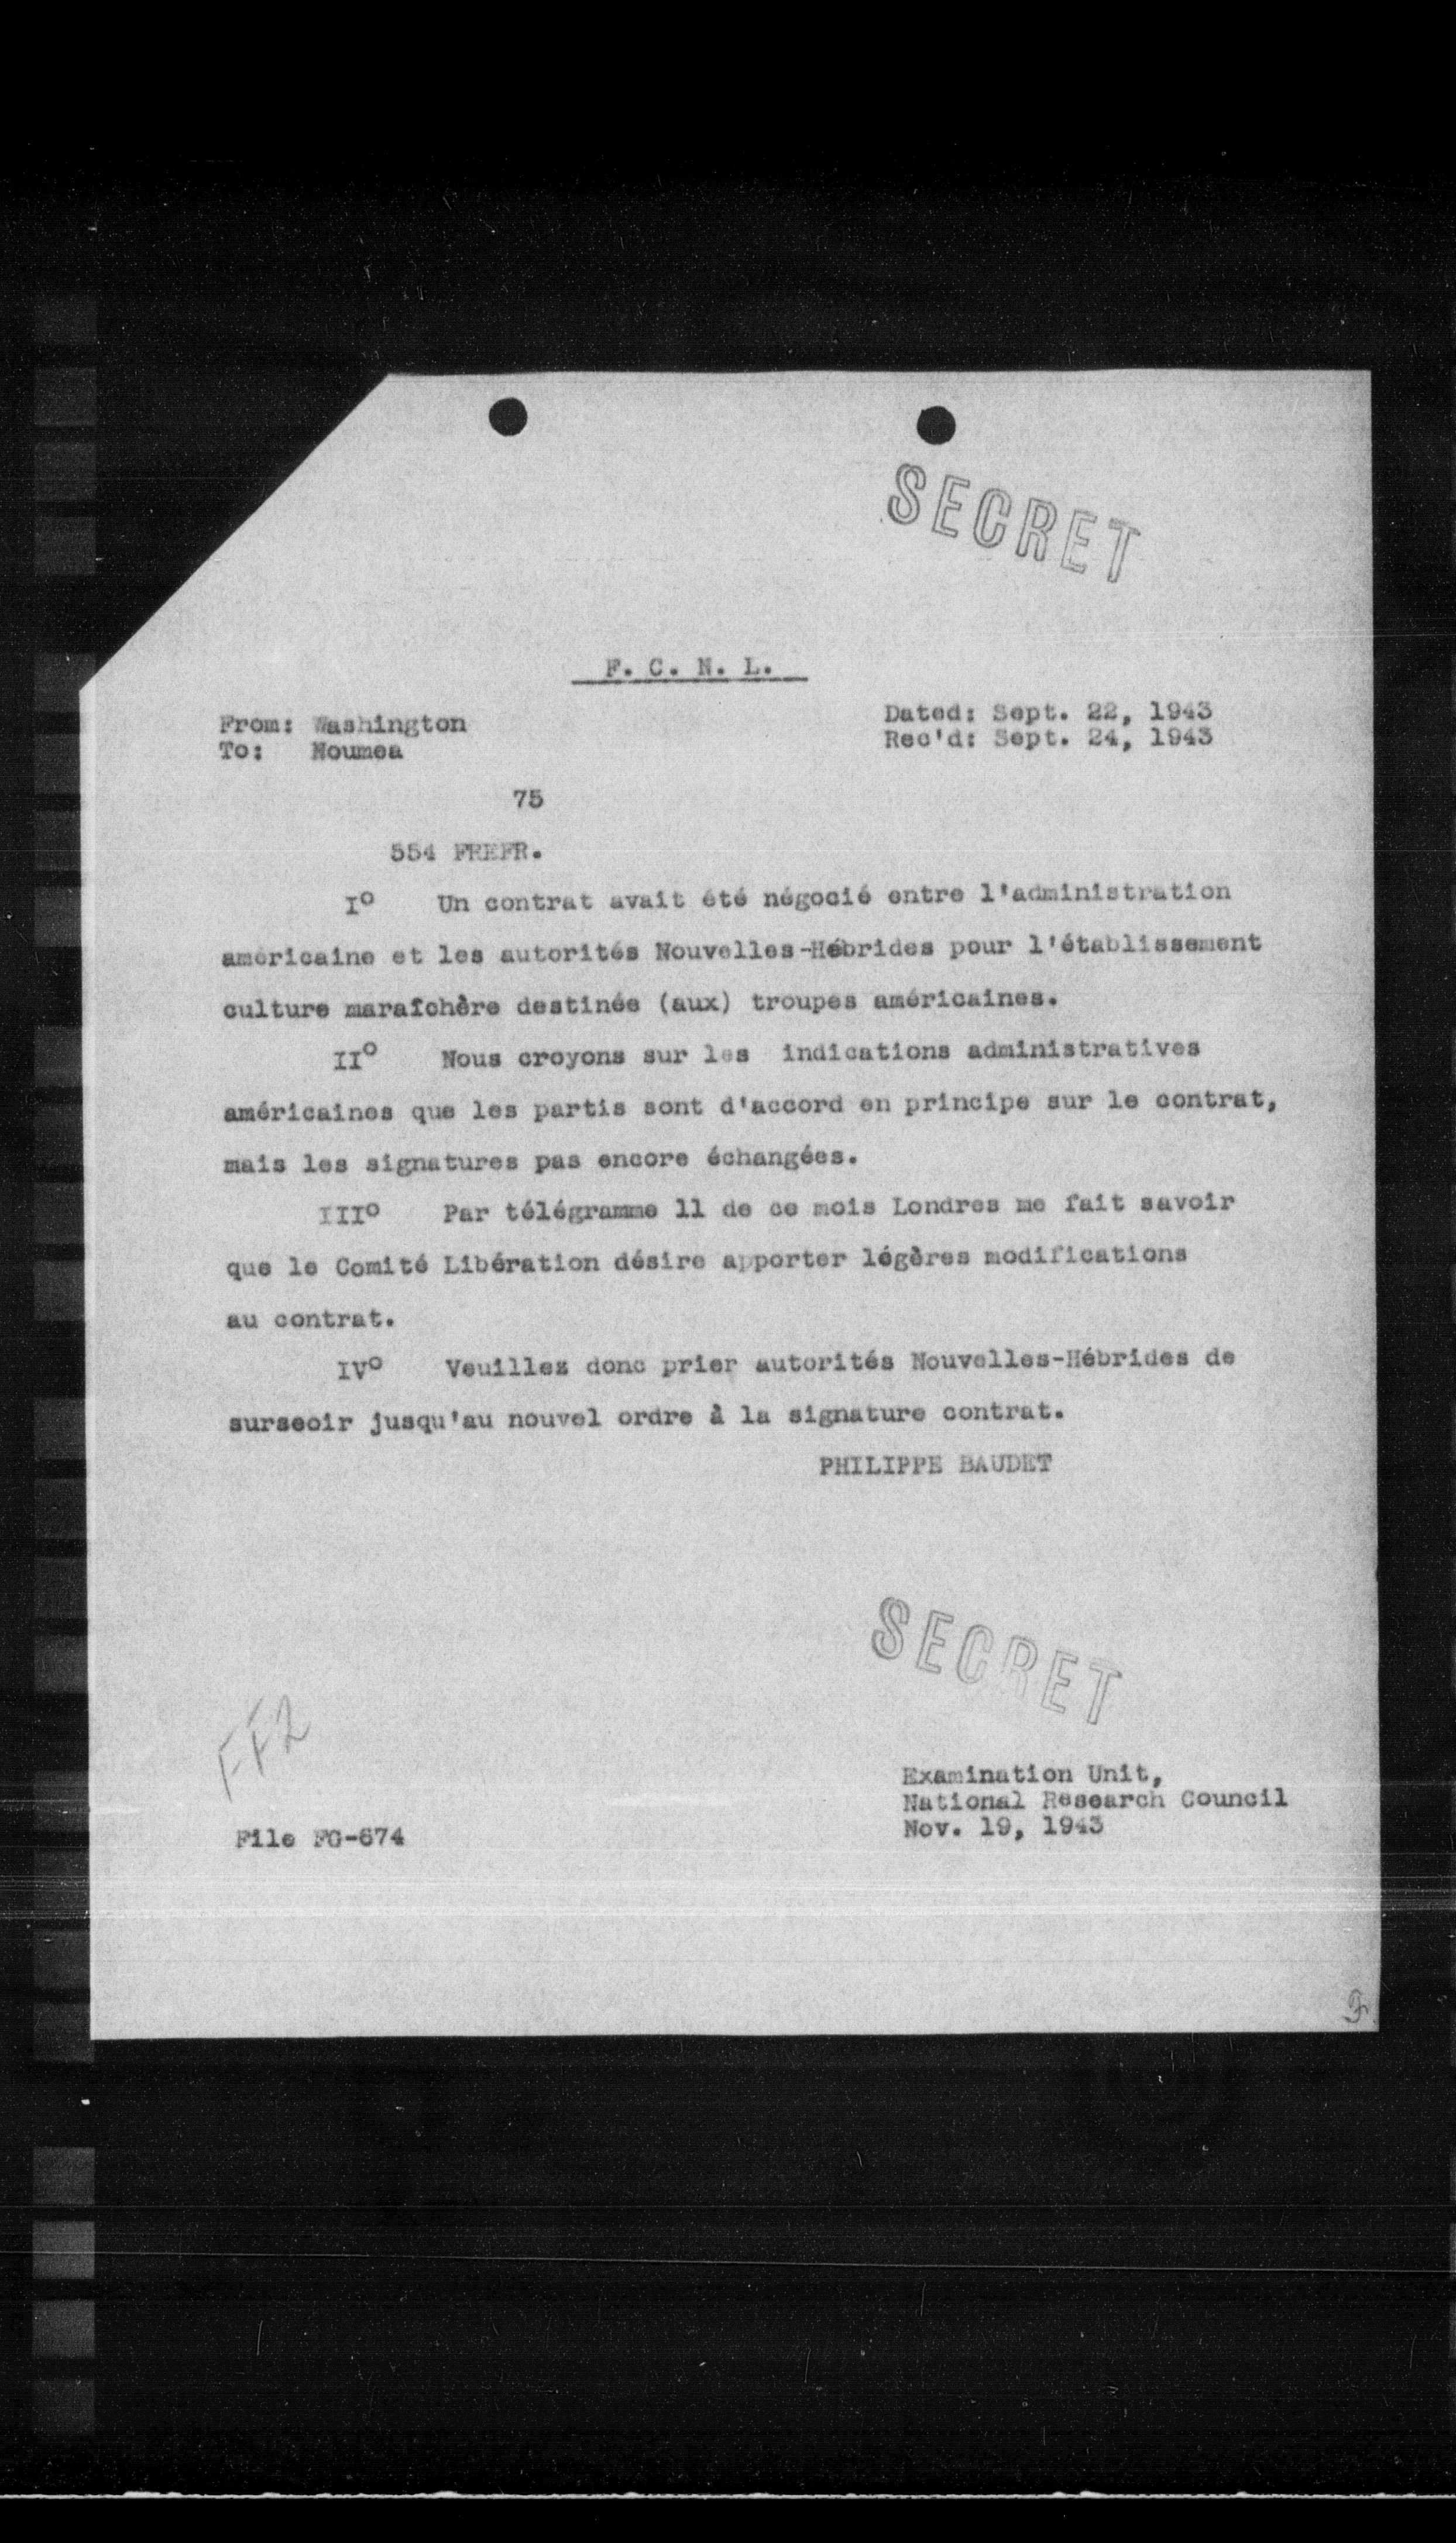 SECRET
F. C. N. L.
From: Washington
To: Noumea
Dated: Sept. 22, 1943
Rec'd: Sept. 24, 1943
75
554 FREFR.
I° Un contrat avait été négocié entre l'administration
américaine et les autorités Nouvelles-Hébrides pour l'établissement
culture maraîchère destinée (aux) troupes américaines.
II° Nous croyons sur les indications administratives
américaines que les partis sont d'accord en principe sur le contrat,
mais les signatures pas encore échangées.
III° Par télégramme 11 de ce mois Londres me fait savoir
que le Comité Libération désire apporter légères modifications
au contrat.
IV° Veuillez donc prier autorités Nouvelles-Hébrides de
surseoir jusqu'au nouvel ordre à la signature contrat.
PHILIPPE BAUDET
SECRET
FF2
Examination Unit,
National Research Council
Nov. 19, 1943
File FG-674